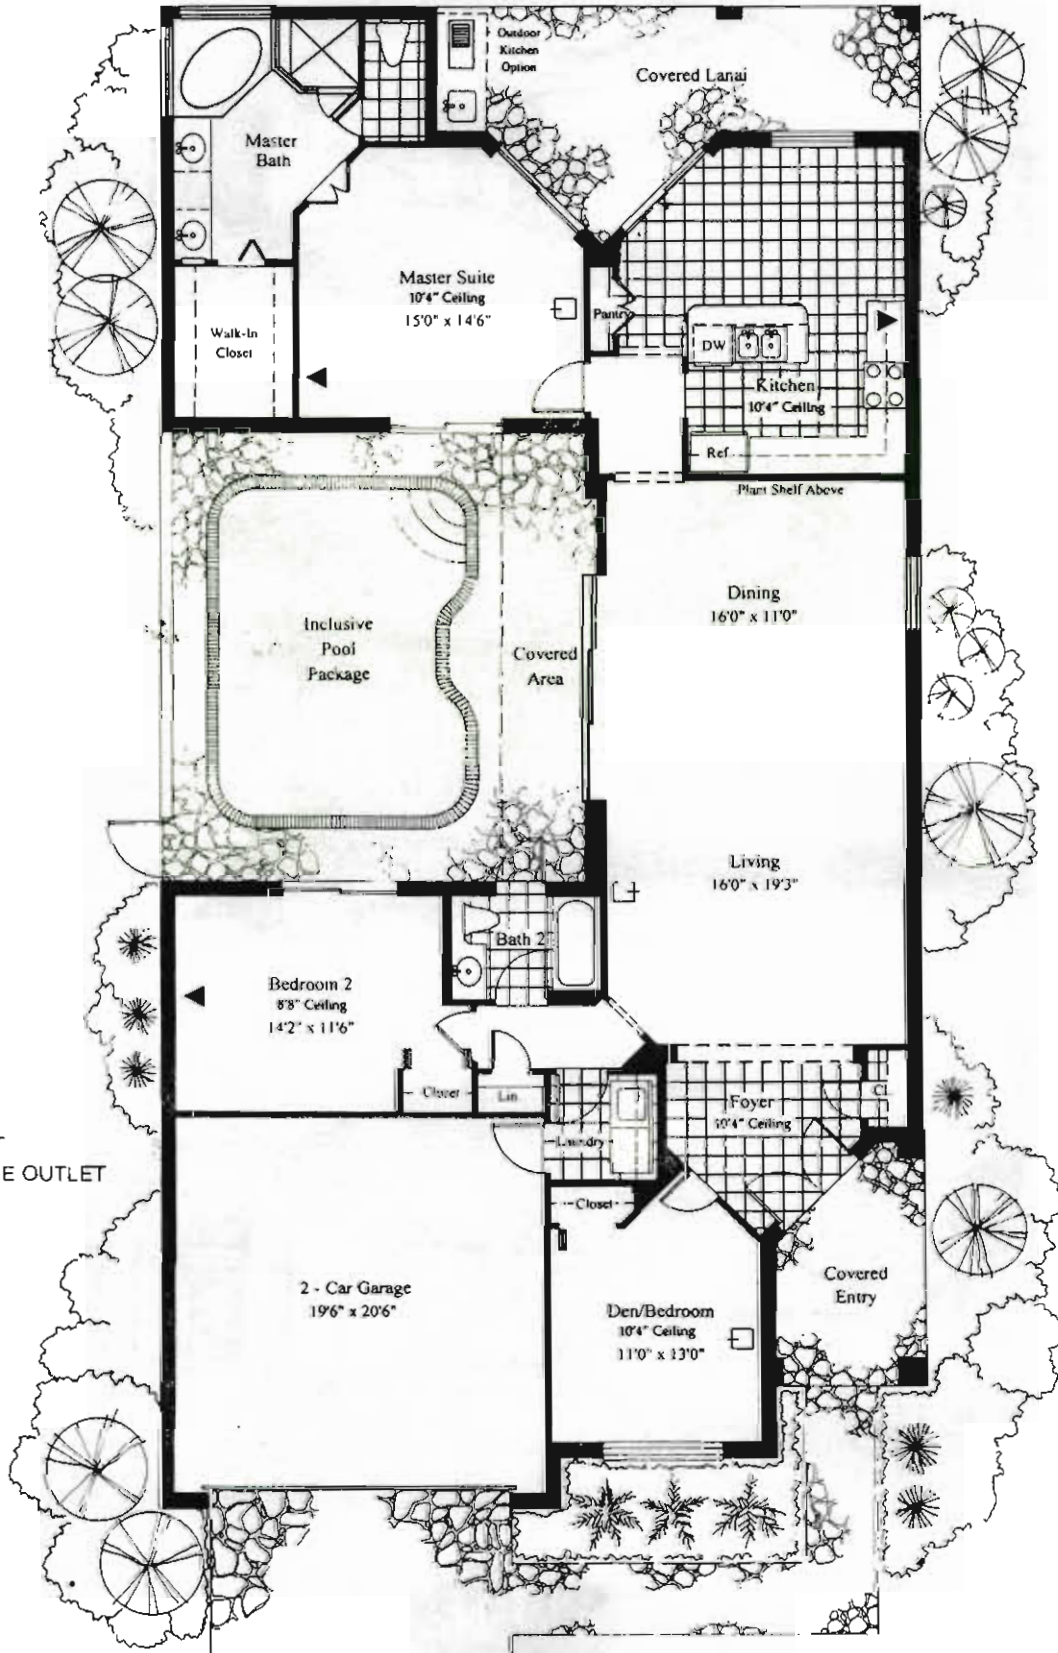 Outdoor
Kitchen
Option
Covered Lanai
Master
Bath
Master Suite
10'4" Ceiling
15'0" x 14'6"
Walk-In
Closet
Pantry
DW
Kitchen
10'4" Ceiling
Ref
Plant Shelf Above
Dining
16'0" x 11'0"
Inclusive
Pool
Package
Covered
Area
Living
16'0" x 19'3"
Bath 2
Bedroom 2
8'8" Ceiling
14'2" x 11'6"
Closet
Lin
Foyer
10'4" Ceiling
Cl
Laundry
E OUTLET
Closet
2 - Car Garage
19'6" x 20'6"
Covered
Entry
Den/Bedroom
10'4" Ceiling
11'0" x 13'0"